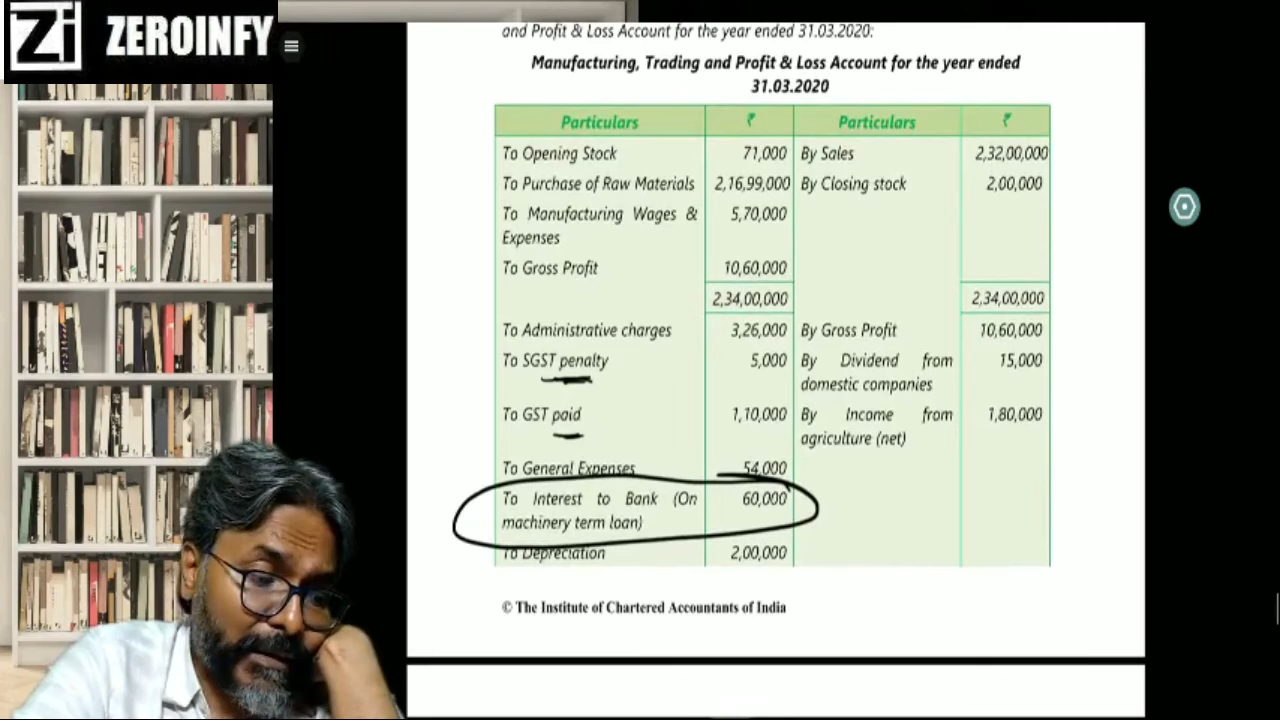 Zi ZEROINFY
and Profit & Loss Account for the year ended 31.03.2020:
Manufacturing, Trading and Profit & Loss Account for the year ended
31.03.2020
Particulars ₹ Particulars ₹
To Opening Stock 71,000 By Sales 2,32,00,000
To Purchase of Raw Materials 2,16,99,000 By Closing stock 2,00,000
To Manufacturing Wages & 5,70,000
Expenses
To Gross Profit 10,60,000
2,34,00,000 2,34,00,000
To Administrative charges 3,26,000 By Gross Profit 10,60,000
To SGST penalty 5,000 By Dividend from 15,000
domestic companies
To GST paid 1,10,000 By Income from 1,80,000
agriculture (net)
To General Expenses 54,000
To Interest to Bank (On 60,000
machinery term loan)
To Depreciation 2,00,000
© The Institute of Chartered Accountants of India